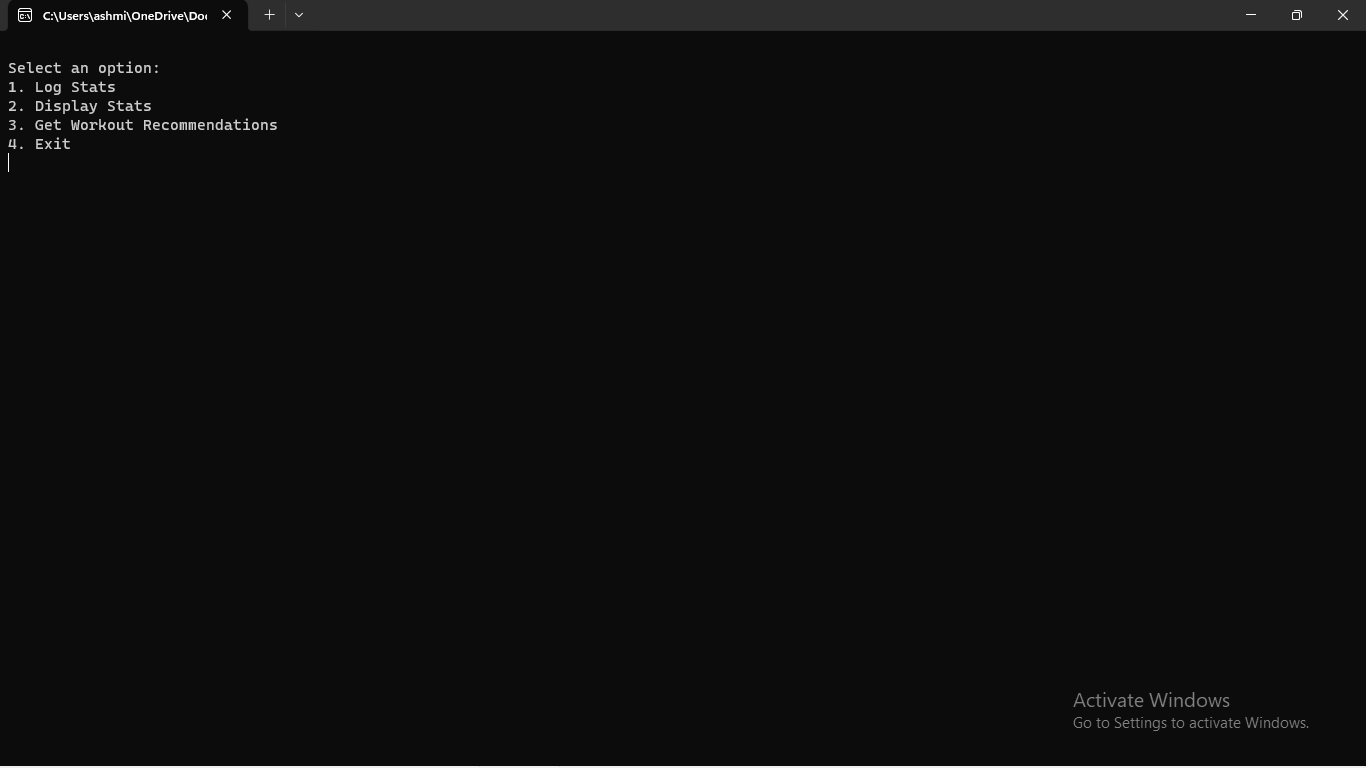 C:\Users\ashmi\OneDrive\Do
Select an option:
1. Log Stats
2. Display Stats
3. Get Workout Recommendations
4. Exit
Activate Windows
Go to Settings to activate Windows.